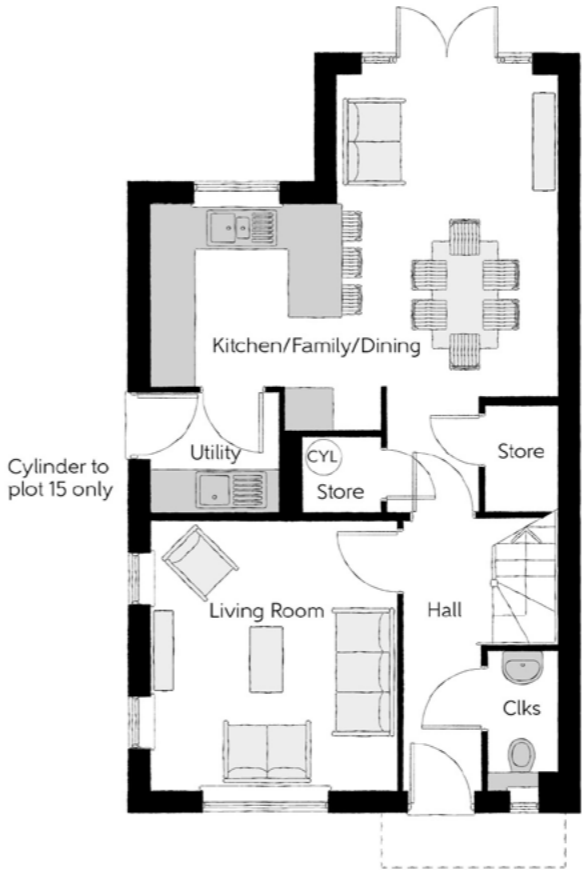 Kitchen/Family/Dining
Utility
Cylinder to
plot 15 only
CYL
Store
Store
Living Room
Hall
Clks